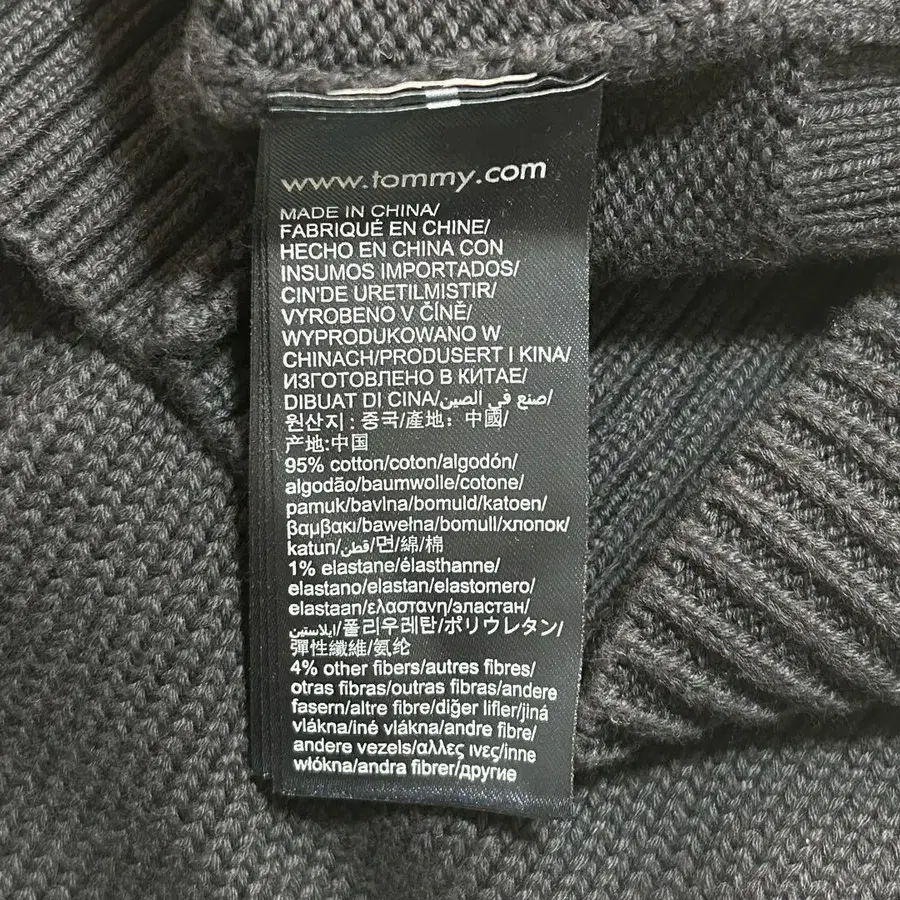 www.tommy.com
MADE IN CHINA/
FABRIQUÉ EN CHINE/
HECHO EN CHINA CON
INSUMOS IMPORTADOS/
CIN'DE URETILMISTIR/
VYROBENO V ČÍNĚ/
WYPRODUKOWANO W
CHINACH/PRODUSERT I KINA/
ИЗГОТОВЛЕНО В КИТАЕ/
DIBUAT DI CINA/صنع في الصين/
원산지 : 중국/產地: 中國/
产地:中国
95% cotton/coton/algodón/
algodão/baumwolle/cotone/
pamuk/bavlna/bomuld/katoen/
βαμβακι/bawełna/bomull/хлопок/
katun/قطن/면/綿/棉
1% elastane/élasthanne/
elastano/elastan/elastomero/
elastaan/ελαστανη/эластан/
ايلاستين/폴리우레탄/ポリウレタン/
彈性纖維/氨纶
4% other fibers/autres fibres/
otras fibras/outras fibras/andere
fasern/altre fibre/diğer lifler/jiná
vlákna/iné vlákna/andre fibre/
andere vezels/αλλες ινες/inne
włókna/andra fibrer/другие